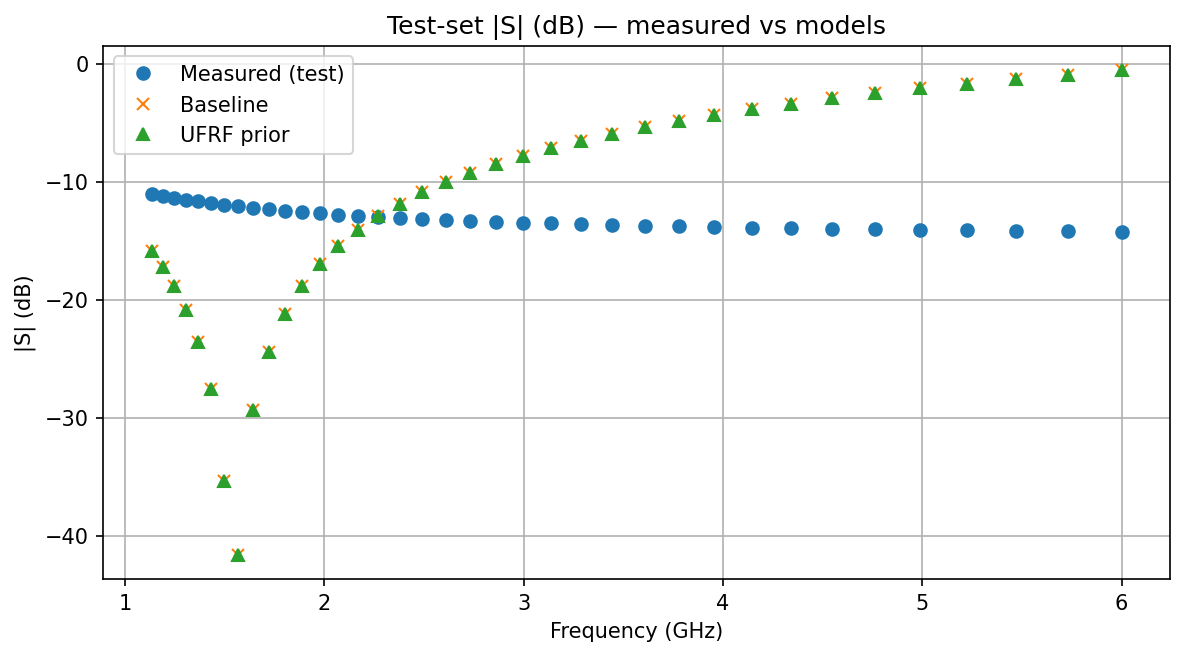 Test-set |S| (dB) — measured vs models
Measured (test)
Baseline
UFRF prior
|S| (dB)
0
−10
−20
−30
−40
1 2 3 4 5 6
Frequency (GHz)